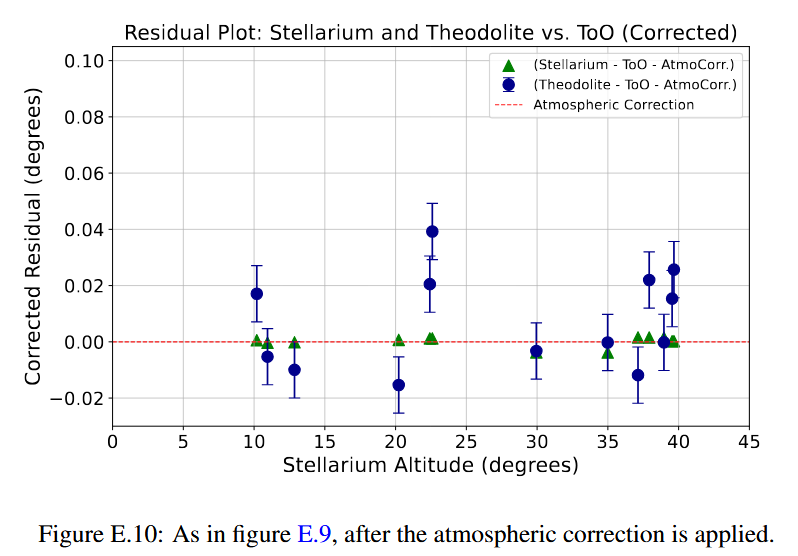 Residual Plot: Stellarium and Theodolite vs. ToO (Corrected)
(Stellarium - ToO - AtmoCorr.)
(Theodolite - ToO - AtmoCorr.)
Atmospheric Correction
Corrected Residual (degrees)
0.10
0.08
0.06
0.04
0.02
0.00
−0.02
0 5 10 15 20 25 30 35 40 45
Stellarium Altitude (degrees)
Figure E.10: As in figure E.9, after the atmospheric correction is applied.